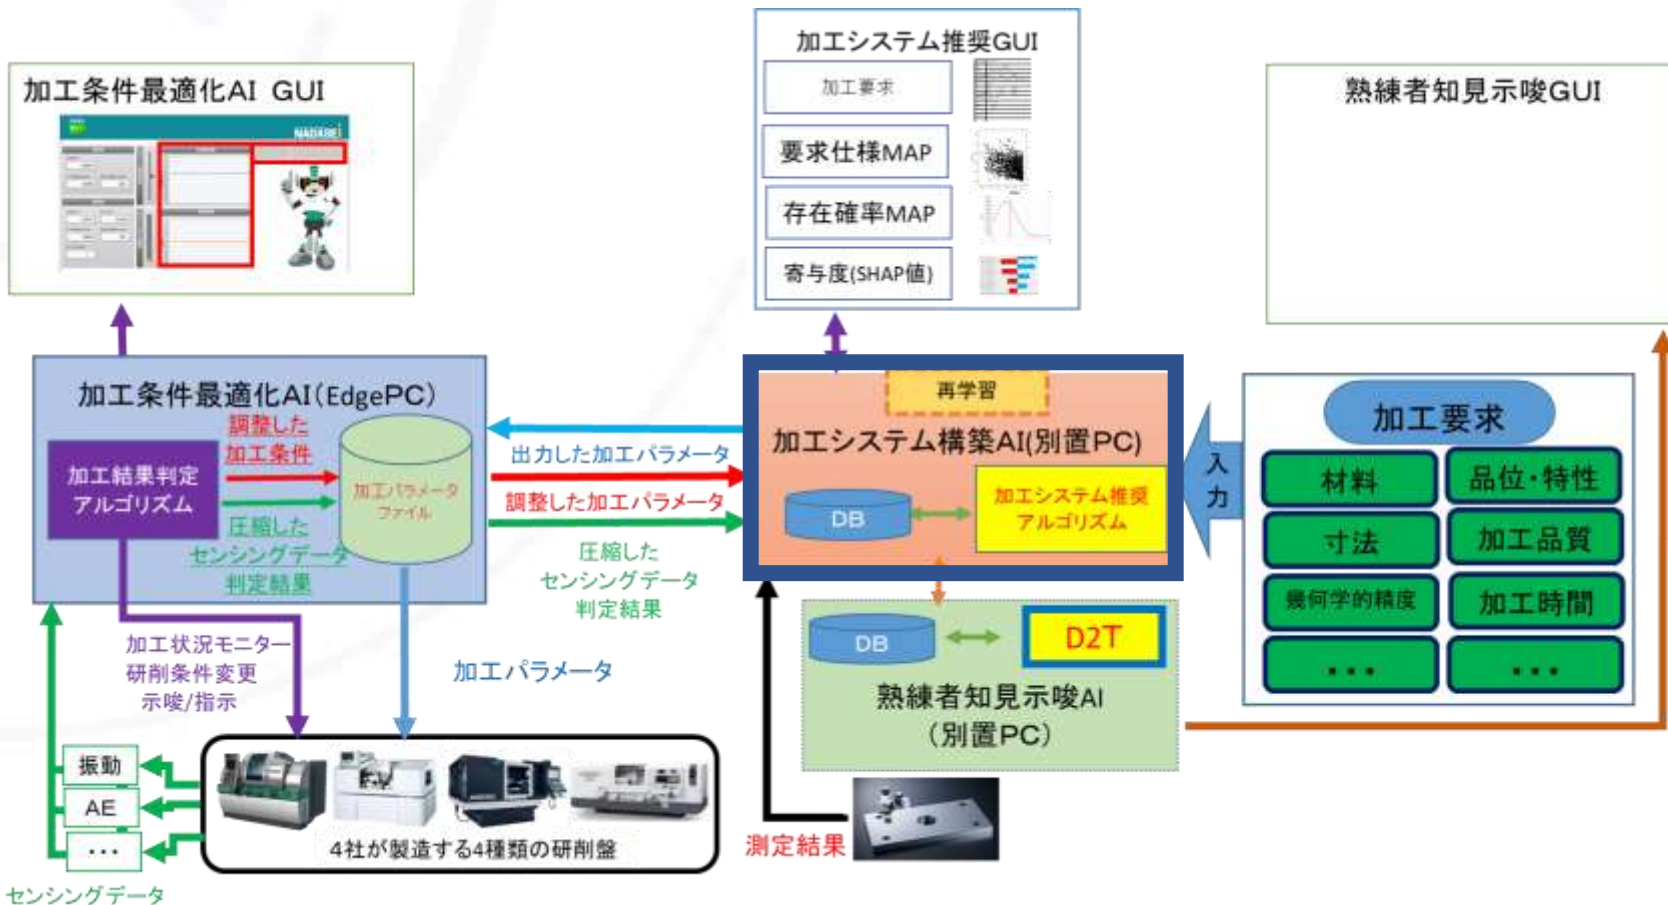 加工条件最適化AI GUI
NADARE
加工システム推奨GUI
加工要求
要求仕様MAP
存在確率MAP
寄与度(SHAP値)
熟練者知見示唆GUI
加工条件最適化AI(EdgePC)
加工結果判定
アルゴリズム
調整した
加工条件
圧縮した
センシングデータ
判定結果
加工パラメータ
ファイル
出力した加工パラメータ
調整した加工パラメータ
圧縮した
センシングデータ
判定結果
再学習
加工システム構築AI(別置PC)
DB
加工システム推奨
アルゴリズム
入力
加工要求
材料
品位・特性
寸法
加工品質
幾何学的精度
加工時間
・・・
・・・
DB
D2T
熟練者知見示唆AI
(別置PC)
加工状況モニター
研削条件変更
示唆/指示
加工パラメータ
振動
AE
・・・
センシングデータ
4社が製造する4種類の研削盤
測定結果